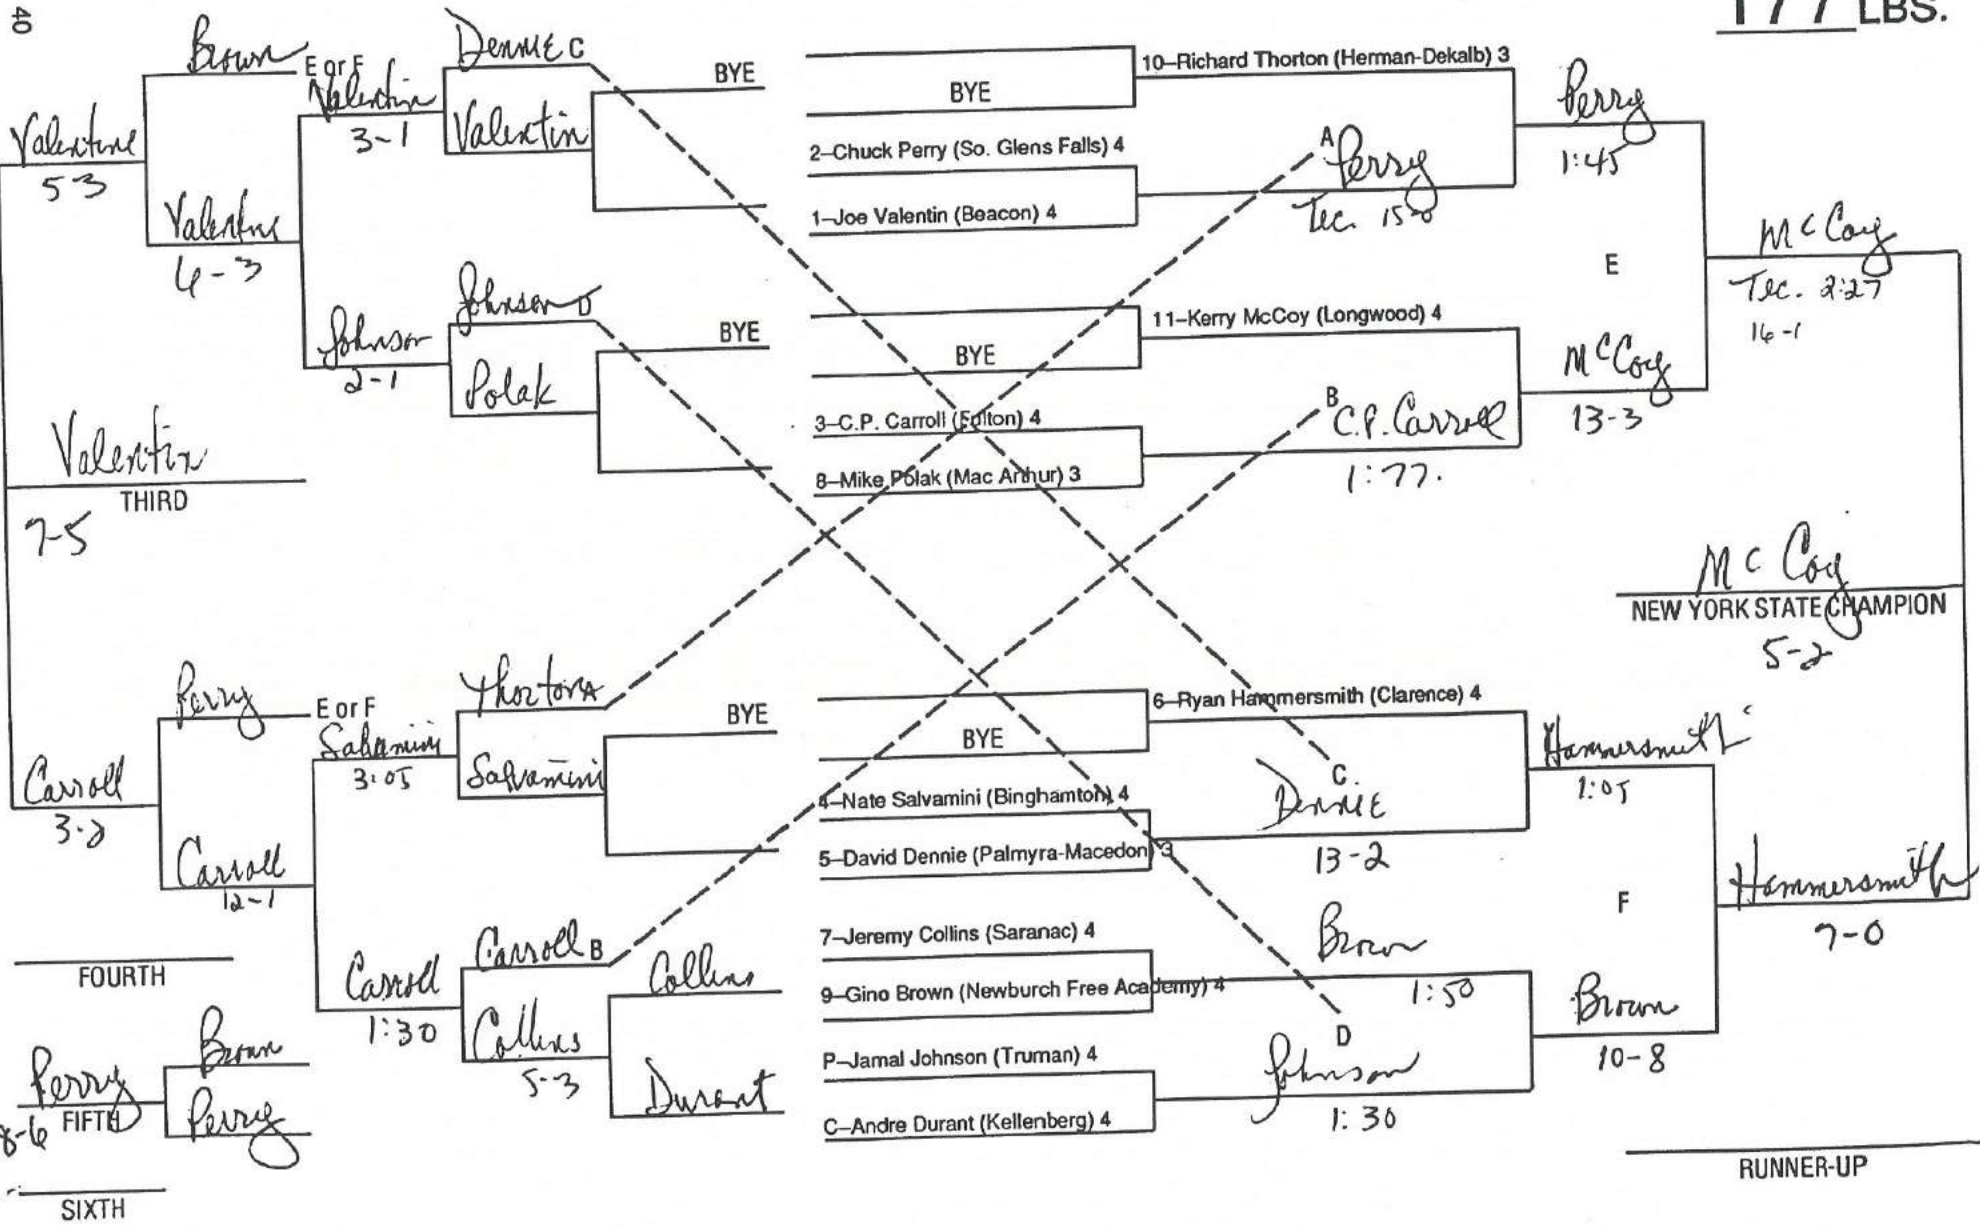 40
177 LBS.
Brown
E or F
Valentin
3-1
Dennie C
Valentin
BYE
Valentine
5-3
Valentine
6-3
Johnson
2-1
Johnson D
Polak
BYE
Valentin
THIRD
7-5
Perry
E or F
Salvamini
3:05
Thorton A
Salvamini
BYE
Carroll
3-2
Carroll
12-1
Carroll
1:30
Carroll B
Collins
5-3
Collins
Durant
FOURTH
Perry
FIFTH
8-6
Brown
Perry
SIXTH
BYE
10–Richard Thorton (Herman-Dekalb) 3
2–Chuck Perry (So. Glens Falls) 4
1–Joe Valentin (Beacon) 4
A
Perry
Tec. 15-0
Perry
1:45
BYE
11–Kerry McCoy (Longwood) 4
3–C.P. Carroll (Fulton) 4
8–Mike Polak (Mac Arthur) 3
B
C.P. Carroll
1:77.
McCoy
13-3
E
McCoy
Tec. 2:27
16-1
McCoy
NEW YORK STATE CHAMPION
5-2
BYE
6–Ryan Hammersmith (Clarence) 4
4–Nate Salvamini (Binghamton) 4
5–David Dennie (Palmyra-Macedon) 3
C.
Dennie
13-2
Hammersmith
1:05
7–Jeremy Collins (Saranac) 4
9–Gino Brown (Newburch Free Academy) 4
Brown
1:50
P–Jamal Johnson (Truman) 4
C–Andre Durant (Kellenberg) 4
D
Johnson
1:30
Brown
10-8
F
Hammersmith
7-0
RUNNER-UP